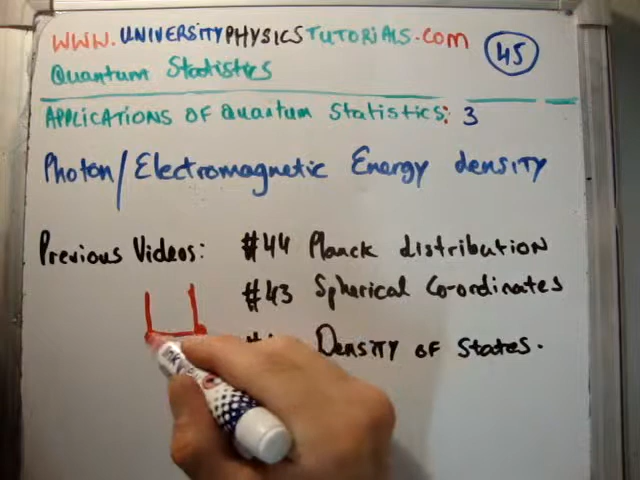 WWW.UNIVERSITYPHYSICSTUTORIALS.COM
45
Quantum Statistics
APPLICATIONS OF Quantum Statistics: 3
Photon/Electromagnetic Energy density
Previous Videos: #44 Planck distribution
#43 Spherical Co-ordinates
Density of States.